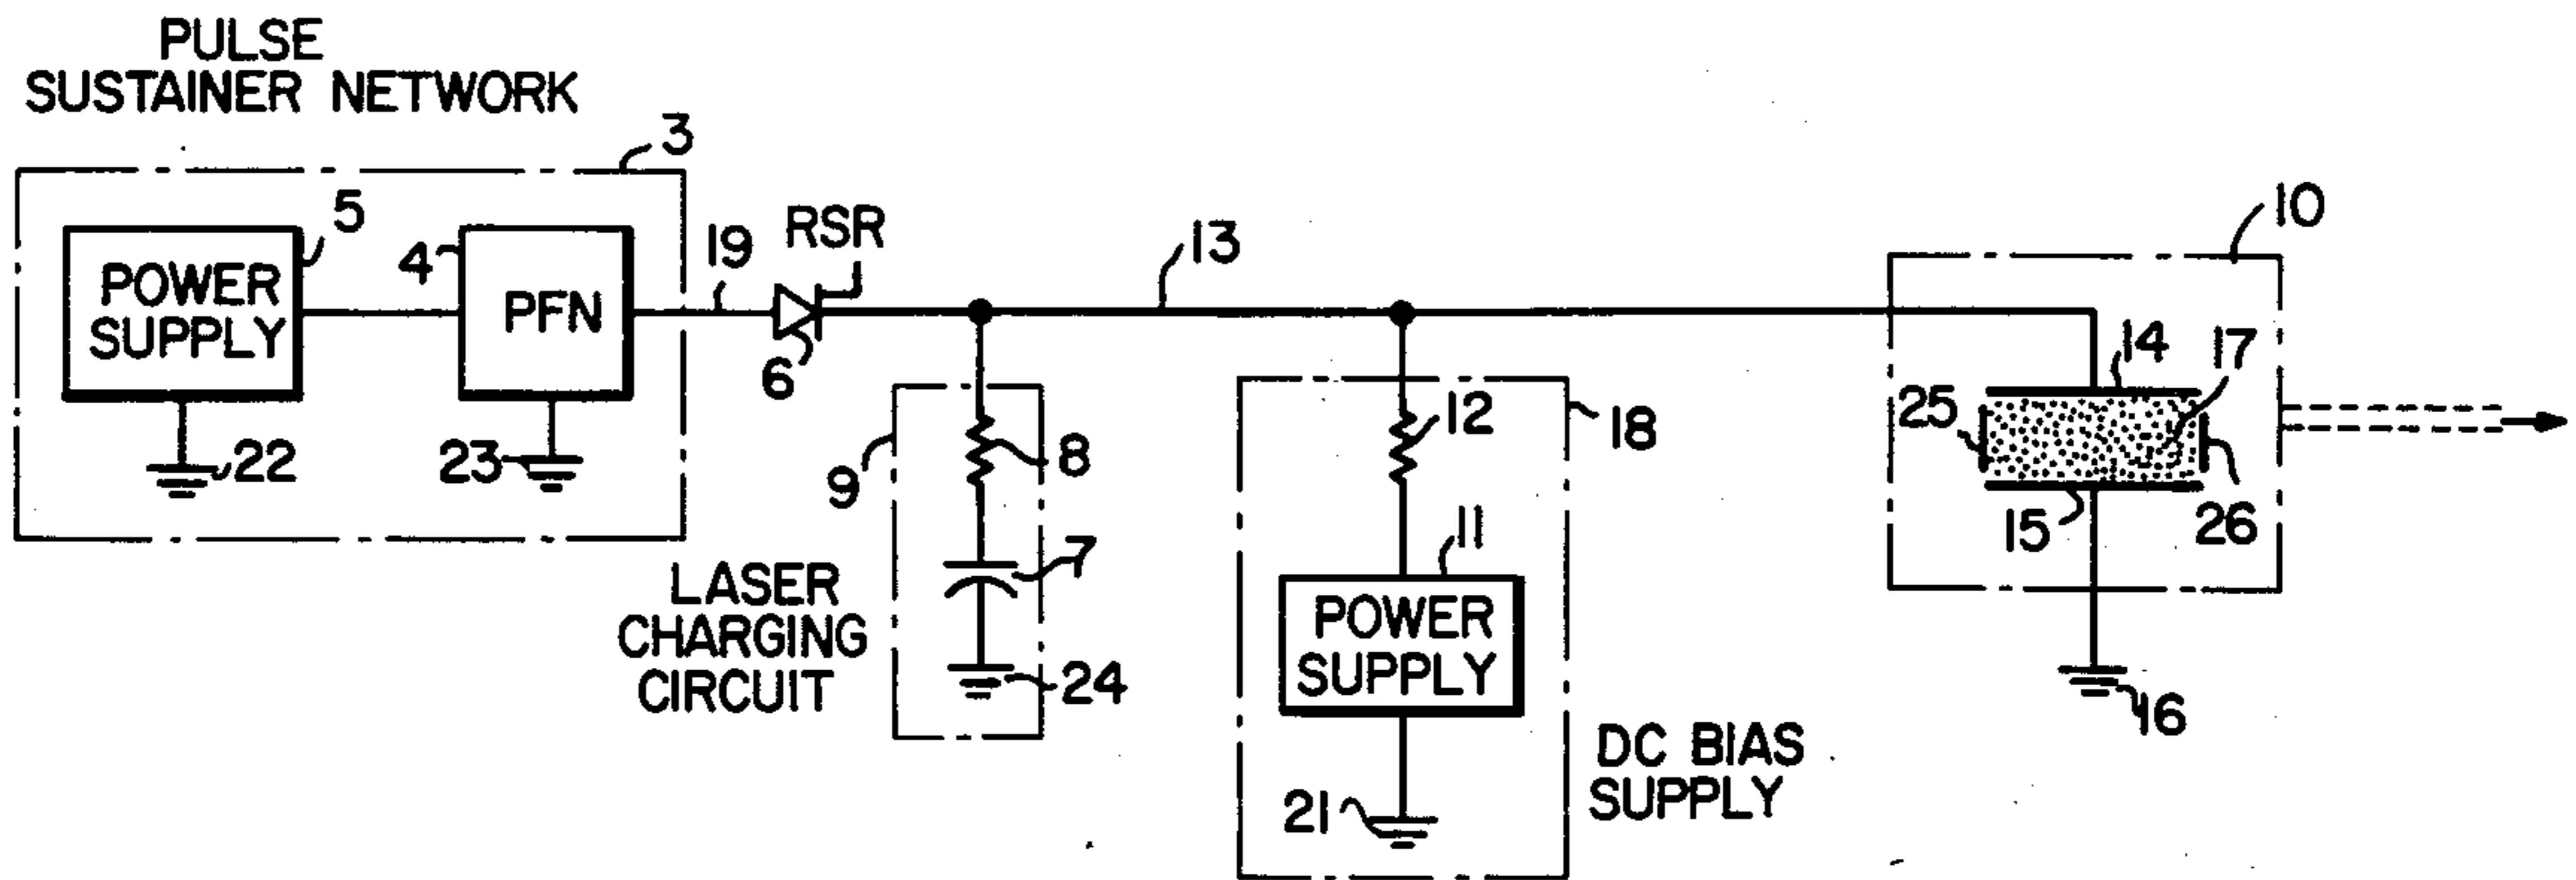 PULSE
SUSTAINER NETWORK
3
5
POWER
SUPPLY
4
PFN
19
RSR
6
13
10
22
23
9
8
7
LASER
CHARGING
CIRCUIT
24
12
18
11
POWER
SUPPLY
21
DC BIAS
SUPPLY
14
17
25
15
26
16